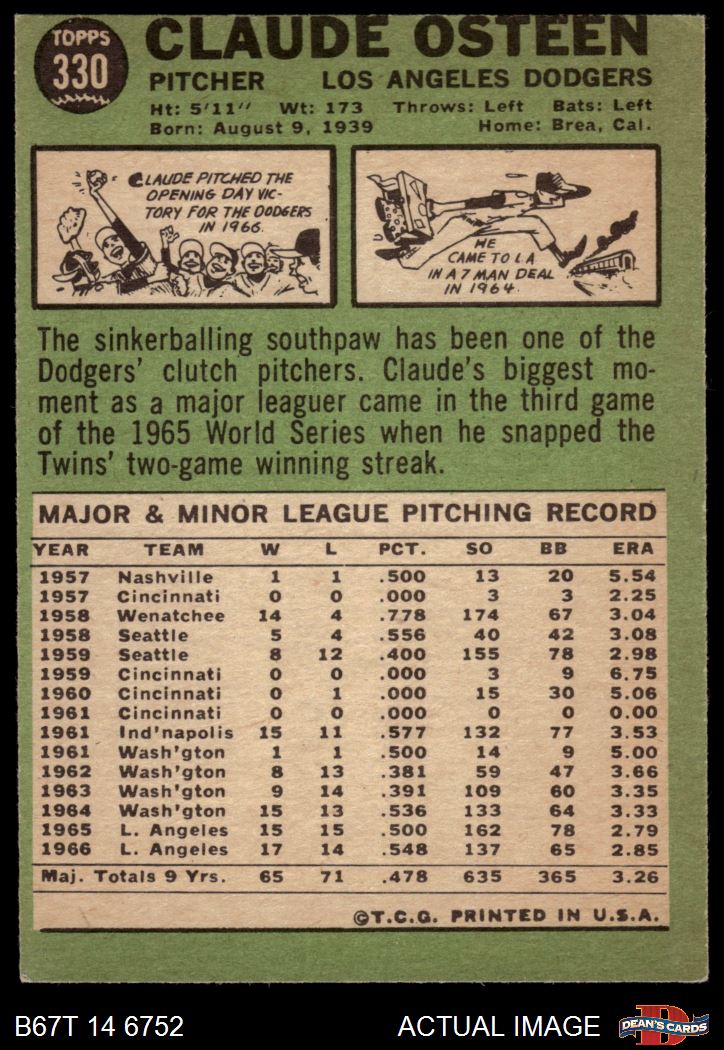 TOPPS
330
CLAUDE OSTEEN
PITCHER LOS ANGELES DODGERS
Ht: 5'11" Wt: 173 Throws: Left Bats: Left
Born: August 9, 1939 Home: Brea, Cal.
CLAUDE PITCHED THE
OPENING DAY VIC-
TORY FOR THE DODGERS
IN 1966.
HE
CAME TO L A
IN A 7 MAN DEAL
IN 1964.
The sinkerballing southpaw has been one of the
Dodgers' clutch pitchers. Claude's biggest mo-
ment as a major leaguer came in the third game
of the 1965 World Series when he snapped the
Twins' two-game winning streak.
MAJOR & MINOR LEAGUE PITCHING RECORD
YEAR TEAM W L PCT. SO BB ERA
1957 Nashville 1 1 .500 13 20 5.54
1957 Cincinnati 0 0 .000 3 3 2.25
1958 Wenatchee 14 4 .778 174 67 3.04
1958 Seattle 5 4 .556 40 42 3.08
1959 Seattle 8 12 .400 155 78 2.98
1959 Cincinnati 0 0 .000 3 9 6.75
1960 Cincinnati 0 1 .000 15 30 5.06
1961 Cincinnati 0 0 .000 0 0 0.00
1961 Ind'napolis 15 11 .577 132 77 3.53
1961 Wash'gton 1 1 .500 14 9 5.00
1962 Wash'gton 8 13 .381 59 47 3.66
1963 Wash'gton 9 14 .391 109 60 3.35
1964 Wash'gton 15 13 .536 133 64 3.33
1965 L. Angeles 15 15 .500 162 78 2.79
1966 L. Angeles 17 14 .548 137 65 2.85
Maj. Totals 9 Yrs. 65 71 .478 635 365 3.26
©T.C.G. PRINTED IN U.S.A.
B67T 14 6752 ACTUAL IMAGE
D
DEAN'S CARDS